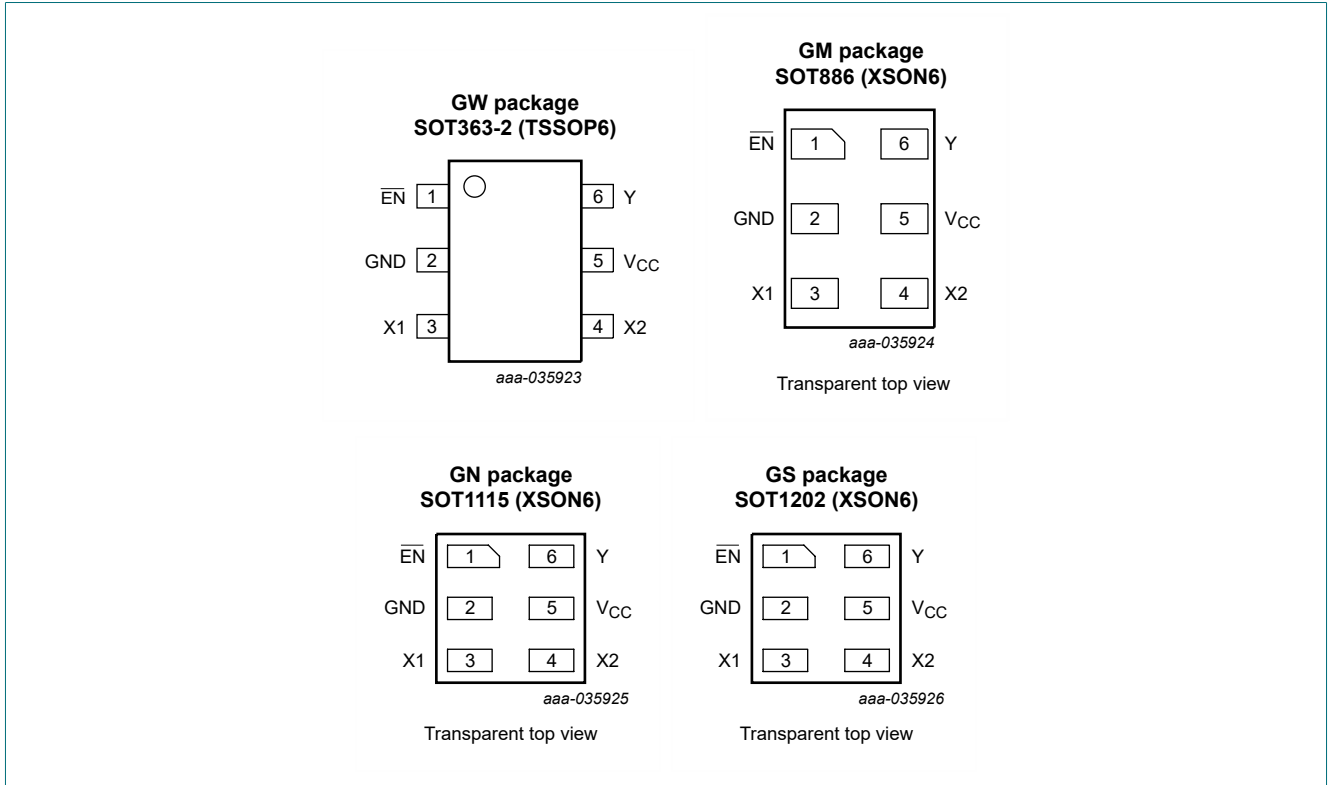 GW package
SOT363-2 (TSSOP6)
EN 1 6 Y
GND 2 5 VCC
X1 3 4 X2
aaa-035923
GM package
SOT886 (XSON6)
EN 1 6 Y
GND 2 5 VCC
X1 3 4 X2
aaa-035924
Transparent top view
GN package
SOT1115 (XSON6)
EN 1 6 Y
GND 2 5 VCC
X1 3 4 X2
aaa-035925
Transparent top view
GS package
SOT1202 (XSON6)
EN 1 6 Y
GND 2 5 VCC
X1 3 4 X2
aaa-035926
Transparent top view